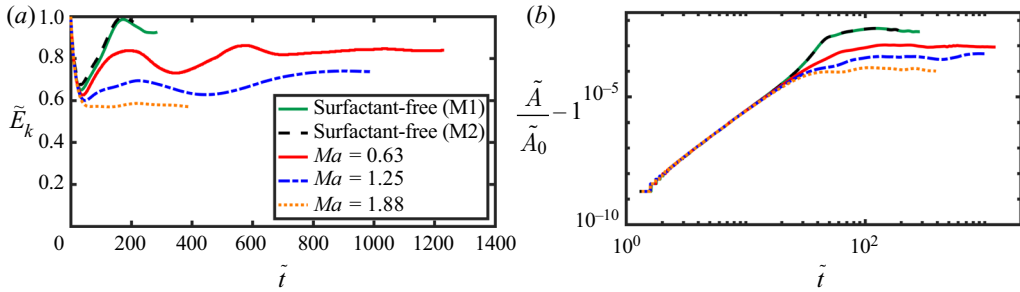 (a)
1.0
0.8
0.6
0.4
0.2
Ẽk
Surfactant-free (M1)
Surfactant-free (M2)
Ma = 0.63
Ma = 1.25
Ma = 1.88
0 200 400 600 800 1000 1200 1400
t̃
(b)
10⁻²
10⁻⁵
10⁻¹⁰
Ã/Ã₀ − 1
10⁰ 10²
t̃